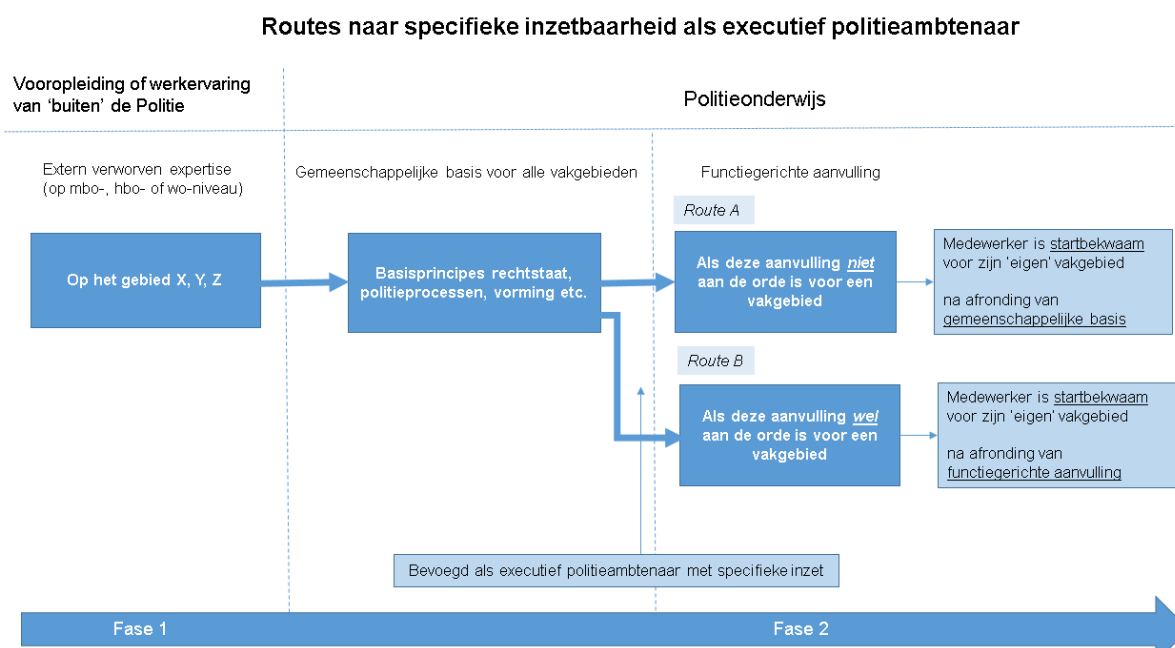 Routes naar specifieke inzetbaarheid als executief politieambtenaar
Vooropleiding of werkervaring
van ‘buiten’ de Politie
Politieonderwijs
Extern verworven expertise
(op mbo-, hbo- of wo-niveau)
Gemeenschappelijke basis voor alle vakgebieden
Functiegerichte aanvulling
Route A
Op het gebied X, Y, Z
Basisprincipes rechtstaat,
politieprocessen, vorming etc.
Als deze aanvulling niet
aan de orde is voor een
vakgebied
Medewerker is startbekwaam
voor zijn ‘eigen’ vakgebied
na afronding van
gemeenschappelijke basis
Route B
Als deze aanvulling wel
aan de orde is voor een
vakgebied
Medewerker is startbekwaam
voor zijn ‘eigen’ vakgebied
na afronding van
functiegerichte aanvulling
Bevoegd als executief politieambtenaar met specifieke inzet
Fase 1
Fase 2